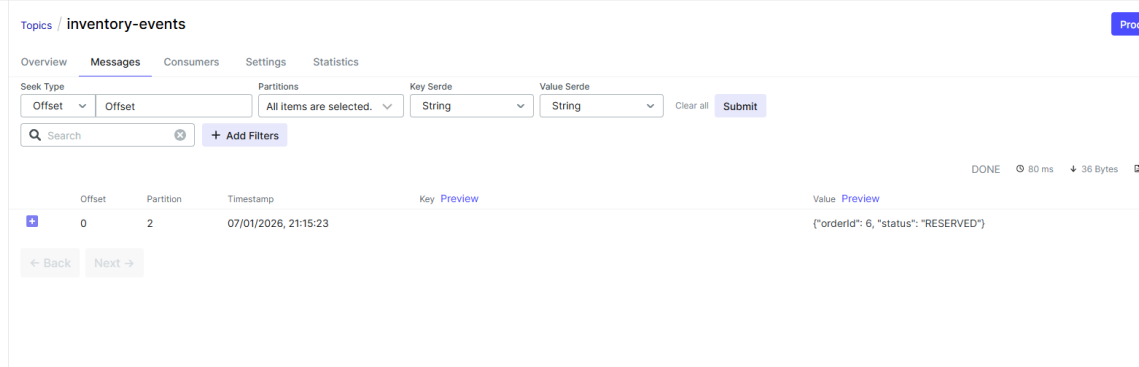 Topics / inventory-events
Overview Messages Consumers Settings Statistics
Seek Type Partitions Key Serde Value Serde
Offset Offset All items are selected. String String Clear all Submit
Search + Add Filters
DONE 80 ms 36 Bytes
Offset Partition Timestamp Key Preview Value Preview
0 2 07/01/2026, 21:15:23 {"orderId": 6, "status": "RESERVED"}
← Back Next →